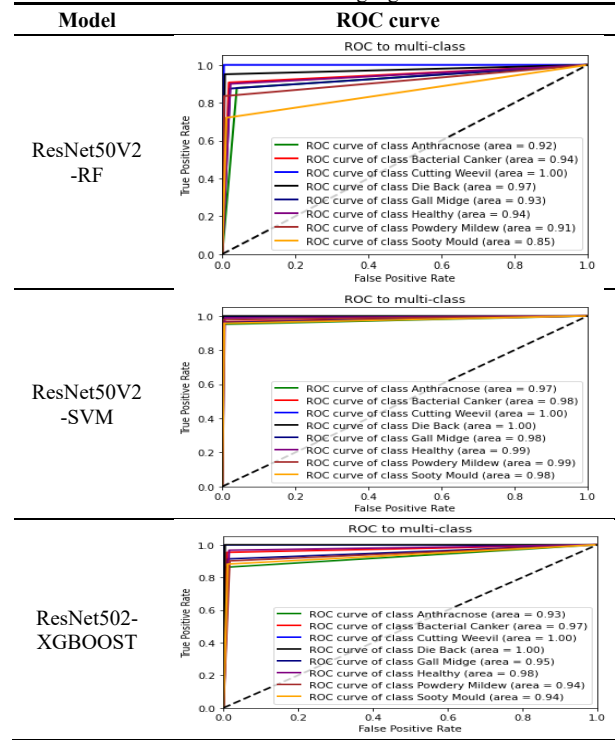 Model ROC curve
ResNet50V2
-RF
ROC to multi-class
True Positive Rate
1.0
0.8
0.6
0.4
0.2
0.0
ROC curve of class Anthracnose (area = 0.92)
ROC curve of class Bacterial Canker (area = 0.94)
ROC curve of class Cutting Weevil (area = 1.00)
ROC curve of class Die Back (area = 0.97)
ROC curve of class Gall Midge (area = 0.93)
ROC curve of class Healthy (area = 0.94)
ROC curve of class Powdery Mildew (area = 0.91)
ROC curve of class Sooty Mould (area = 0.85)
0.0 0.2 0.4 0.6 0.8 1.0
False Positive Rate
ResNet50V2
-SVM
ROC to multi-class
True Positive Rate
1.0
0.8
0.6
0.4
0.2
0.0
ROC curve of class Anthracnose (area = 0.97)
ROC curve of class Bacterial Canker (area = 0.98)
ROC curve of class Cutting Weevil (area = 1.00)
ROC curve of class Die Back (area = 1.00)
ROC curve of class Gall Midge (area = 0.98)
ROC curve of class Healthy (area = 0.99)
ROC curve of class Powdery Mildew (area = 0.99)
ROC curve of class Sooty Mould (area = 0.98)
0.0 0.2 0.4 0.6 0.8 1.0
False Positive Rate
ResNet502-
XGBOOST
ROC to multi-class
True Positive Rate
1.0
0.8
0.6
0.4
0.2
0.0
ROC curve of class Anthracnose (area = 0.93)
ROC curve of class Bacterial Canker (area = 0.97)
ROC curve of class Cutting Weevil (area = 1.00)
ROC curve of class Die Back (area = 1.00)
ROC curve of class Gall Midge (area = 0.95)
ROC curve of class Healthy (area = 0.98)
ROC curve of class Powdery Mildew (area = 0.94)
ROC curve of class Sooty Mould (area = 0.94)
0.0 0.2 0.4 0.6 0.8 1.0
False Positive Rate